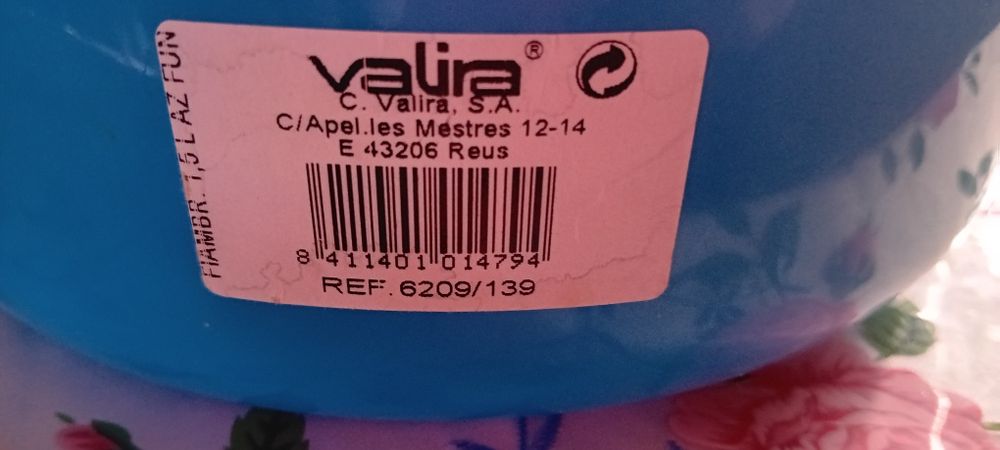 valira®
C. Valira, S.A.
C/Apel.les Mestres 12-14
E 43206 Reus
8 411401 014794
REF. 6209/139
FIAMBR. 1,5 L AZ FUN